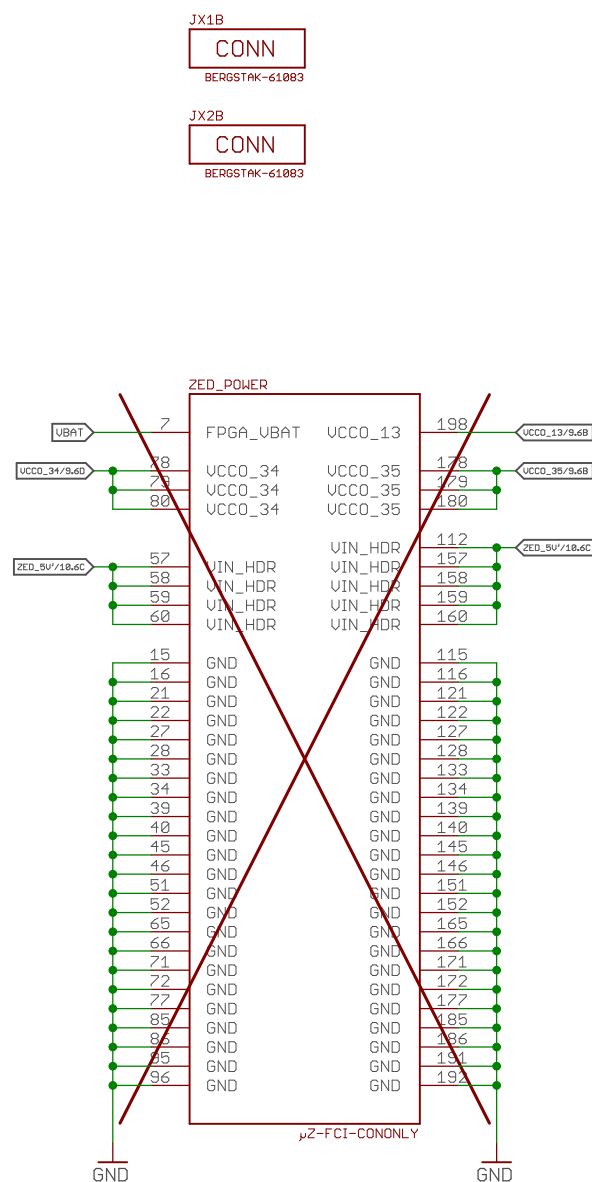 JX1B
CONN
BERGSTAK-61083
JX2B
CONN
BERGSTAK-61083
ZED_POWER
VBAT 7 FPGA_VBAT VCCO_13 198 VCCO_13/9.6B
VCCO_34/9.6D 78 VCCO_34 VCCO_35 178 VCCO_35/9.6B
79 VCCO_34 VCCO_35 179
80 VCCO_34 VCCO_35 180
VIN_HDR 112 ZED_5V'/10.6C
ZED_5V'/10.6C 57 VIN_HDR VIN_HDR 157
58 VIN_HDR VIN_HDR 158
59 VIN_HDR VIN_HDR 159
60 VIN_HDR VIN_HDR 160
15 GND GND 115
16 GND GND 116
21 GND GND 121
22 GND GND 122
27 GND GND 127
28 GND GND 128
33 GND GND 133
34 GND GND 134
39 GND GND 139
40 GND GND 140
45 GND GND 145
46 GND GND 146
51 GND GND 151
52 GND GND 152
65 GND GND 165
66 GND GND 166
71 GND GND 171
72 GND GND 172
77 GND GND 177
85 GND GND 185
86 GND GND 186
95 GND GND 191
96 GND GND 192
µZ-FCI-CONONLY
GND GND